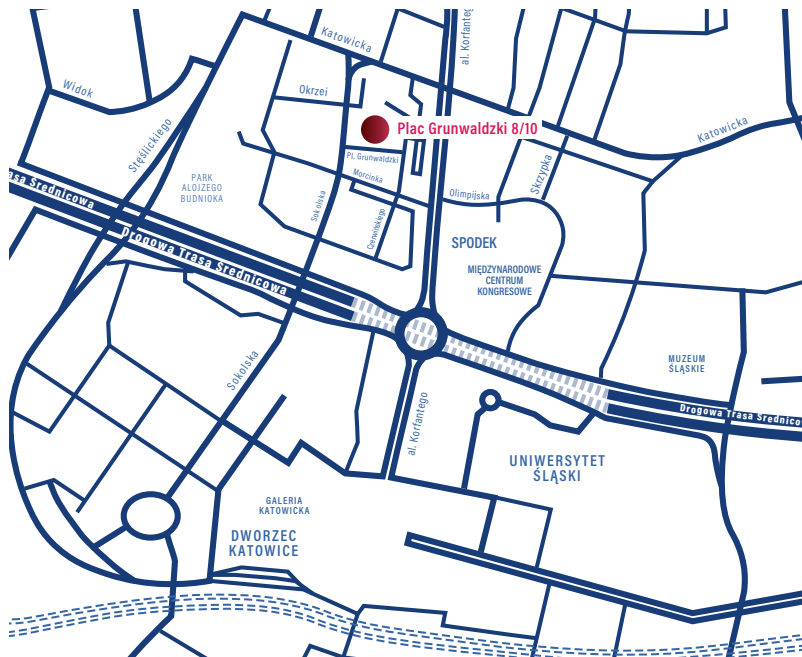 Katowicka
al. Korfantego
Widok
Okrzei
Stęślickiego
Plac Grunwaldzki 8/10
Katowicka
Pl. Grunwaldzki
Morcinka
Skrzypka
PARK
ALOJZEGO
BUDNIOKA
rasa Średnicowa
Sokolska
Olimpijska
Czerwińskiego
Drogowa Trasa Średnicowa
SPODEK
MIĘDZYNARODOWE
CENTRUM
KONGRESOWE
Sokolska
MUZEUM
ŚLĄSKIE
al. Korfantego
Drogowa Trasa Średnico
UNIWERSYTET
ŚLĄSKI
GALERIA
KATOWICKA
DWORZEC
KATOWICE